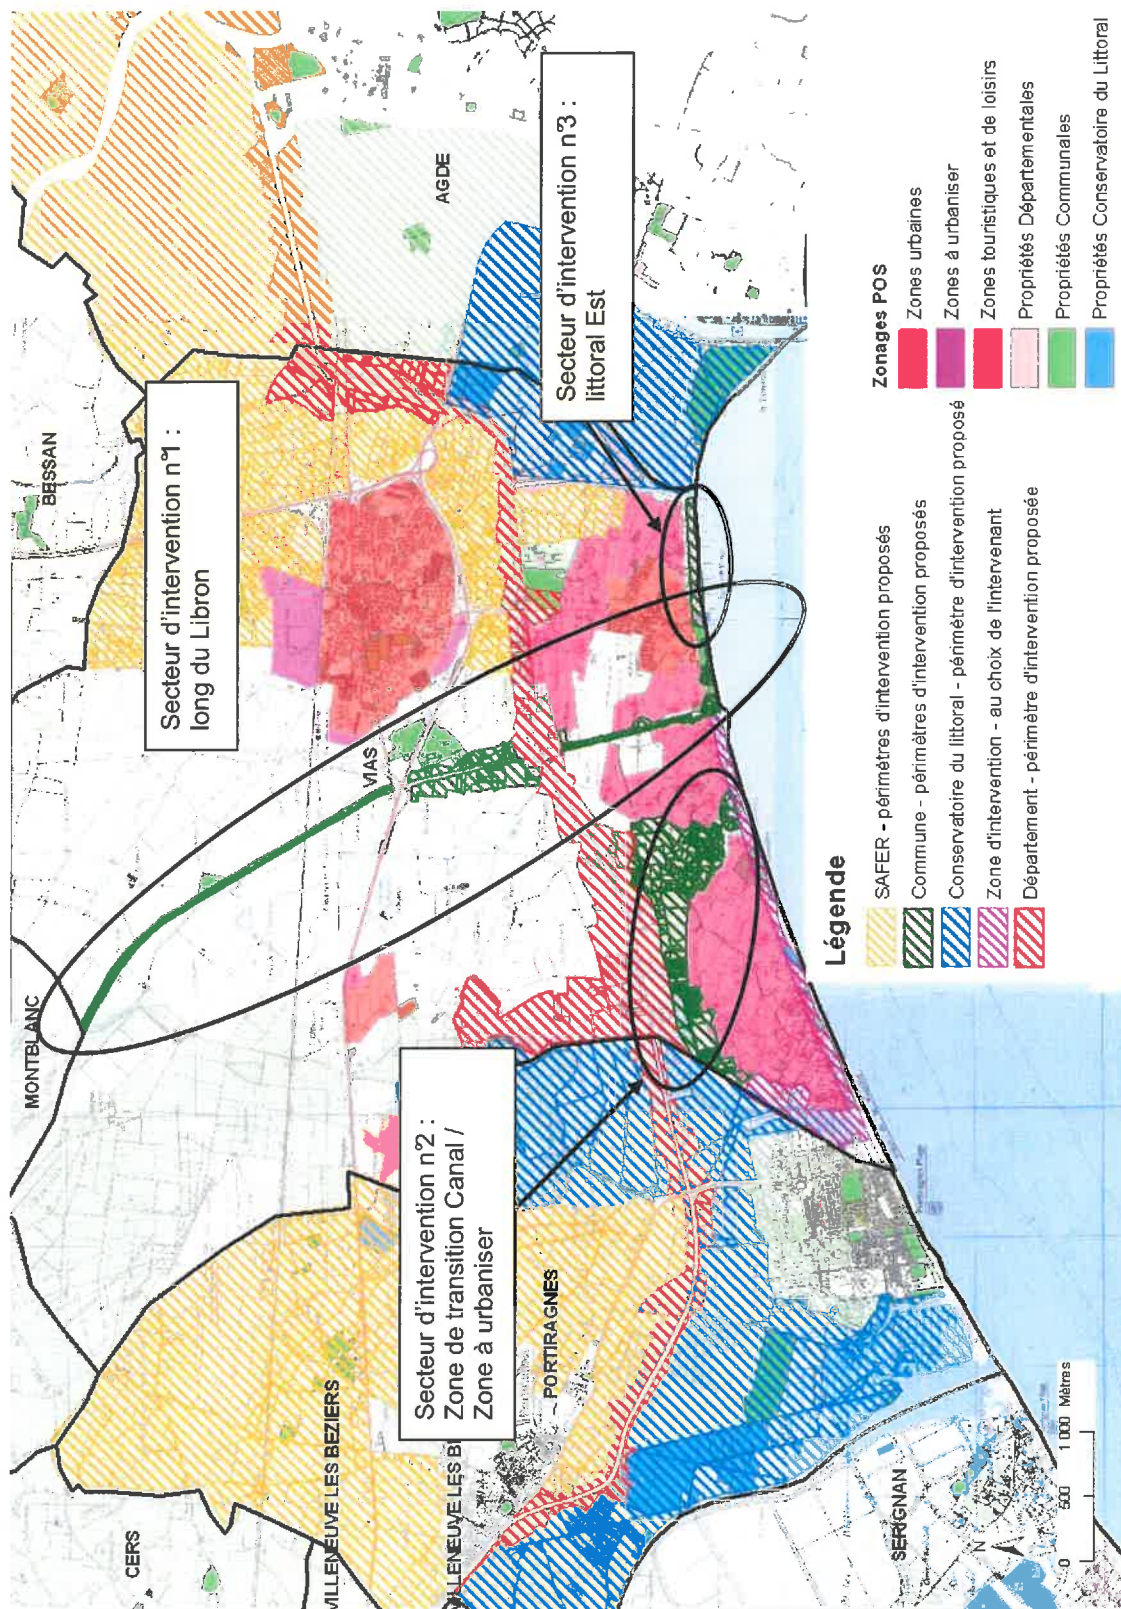 MONTBLANC
BESSAN
AGDE
VIAS
CERS
VILLENEUVE LES BEZIERS
PORTIRAGNES
SERIGNAN
Secteur d'intervention n°1 :
long du Libron
Secteur d'intervention n°2 :
Zone de transition Canal /
Zone à urbaniser
Secteur d'intervention n°3 :
littoral Est
Légende
SAFER - périmètres d'intervention proposés
Commune - périmètres d'intervention proposés
Conservatoire du littoral - périmètre d'intervention proposé
Zone d'intervention - au choix de l'intervenant
Département - périmètre d'intervention proposée
Zonages POS
Zones urbaines
Zones à urbaniser
Zones touristiques et de loisirs
Propriétés Départementales
Propriétés Communales
Propriétés Conservatoire du Littoral
N
0 500 1 000 Mètres